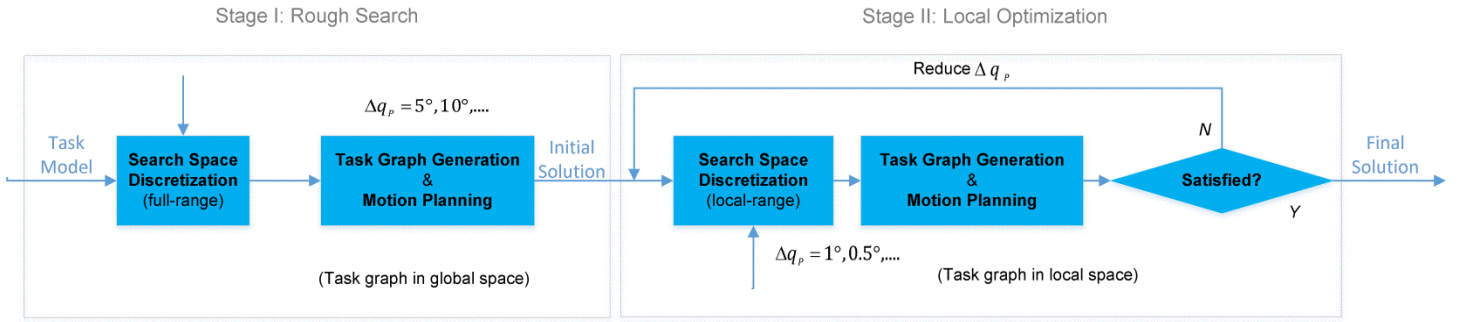 Stage I: Rough Search
Stage II: Local Optimization
Δq_P = 5°,10°,....
Task
Model
Search Space
Discretization
(full-range)
Task Graph Generation
&
Motion Planning
Initial
Solution
(Task graph in global space)
Reduce Δ q_P
Search Space
Discretization
(local-range)
Task Graph Generation
&
Motion Planning
N
Satisfied?
Y
Final
Solution
Δq_P = 1°,0.5°,....
(Task graph in local space)